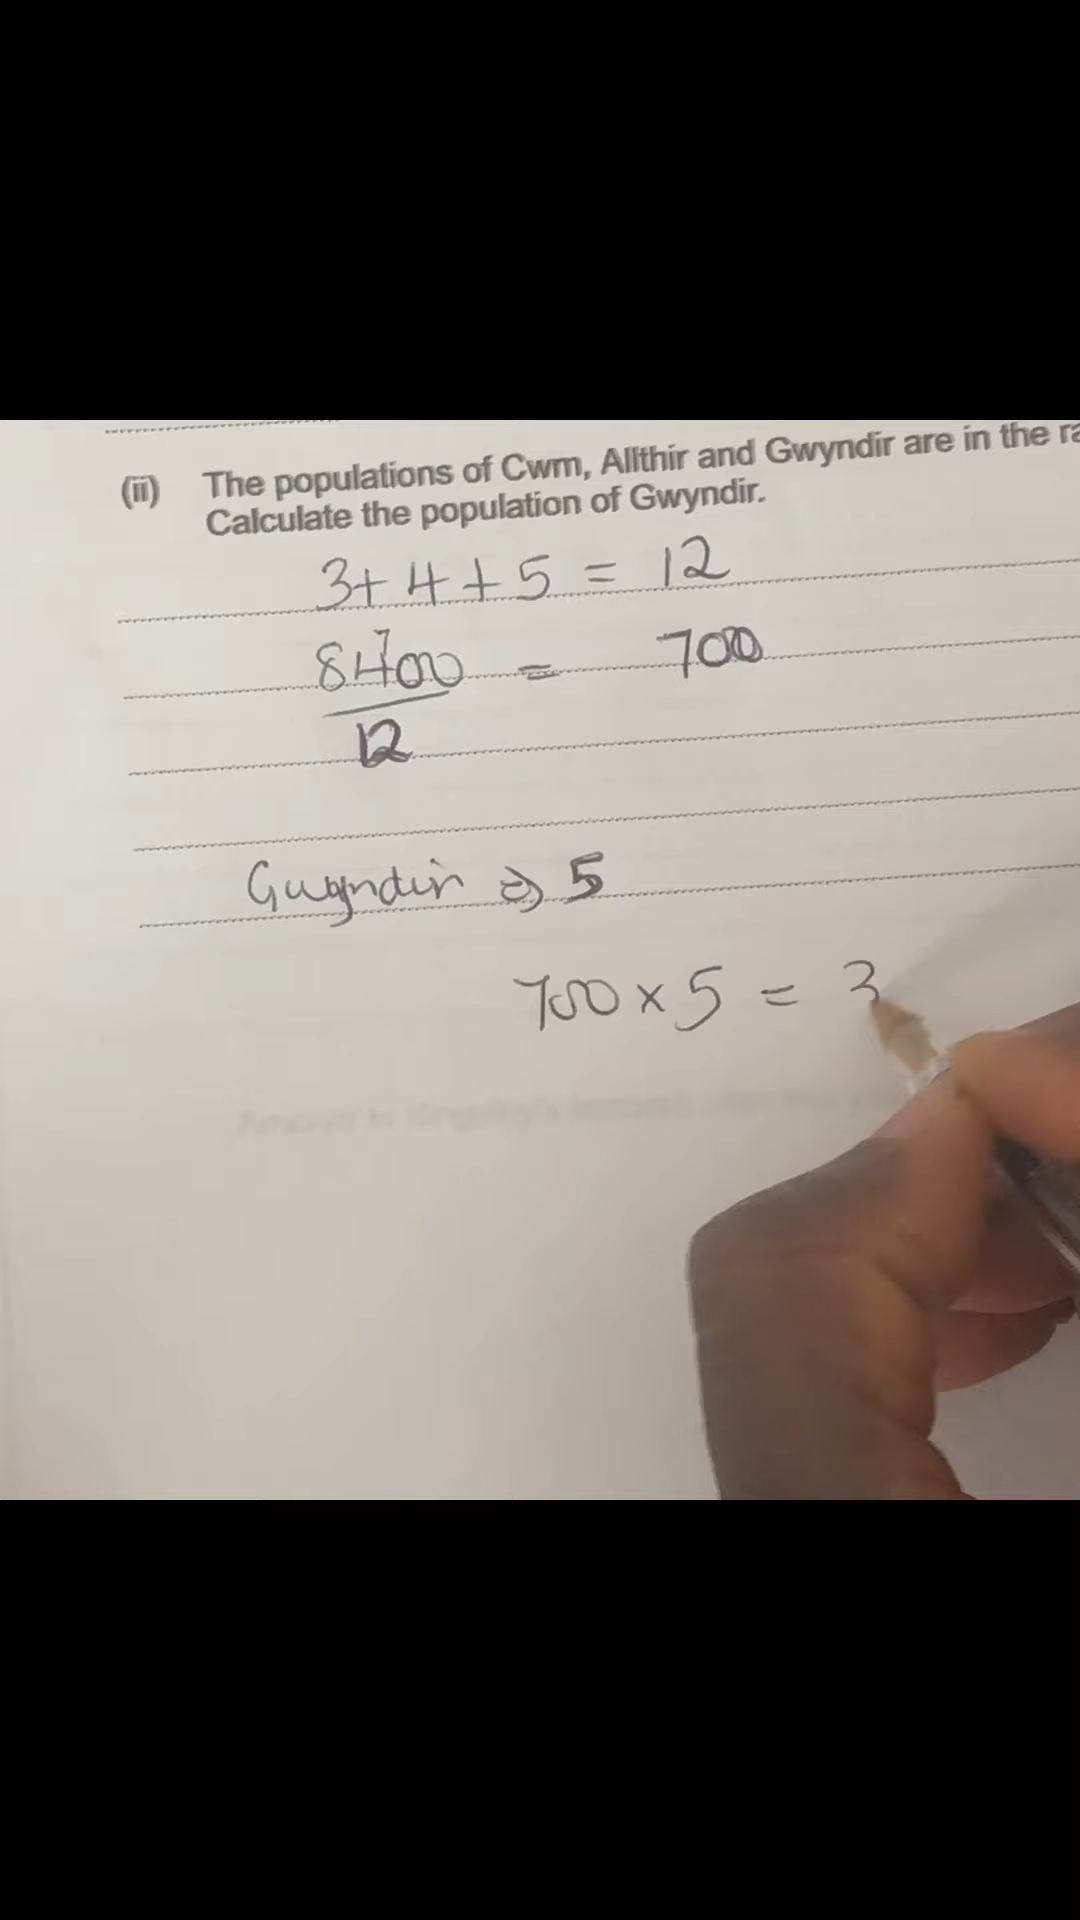 (ii) The populations of Cwm, Allthir and Gwyndir are in the
Calculate the population of Gwyndir.
3+4+5 = 12
8400 = 700
12
Gwyndir => 5
700 x 5 = 3